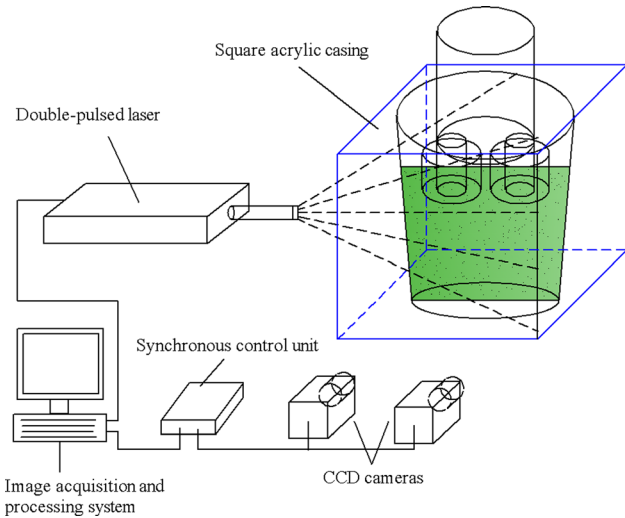 Square acrylic casing
Double-pulsed laser
Synchronous control unit
CCD cameras
Image acquisition and
processing system